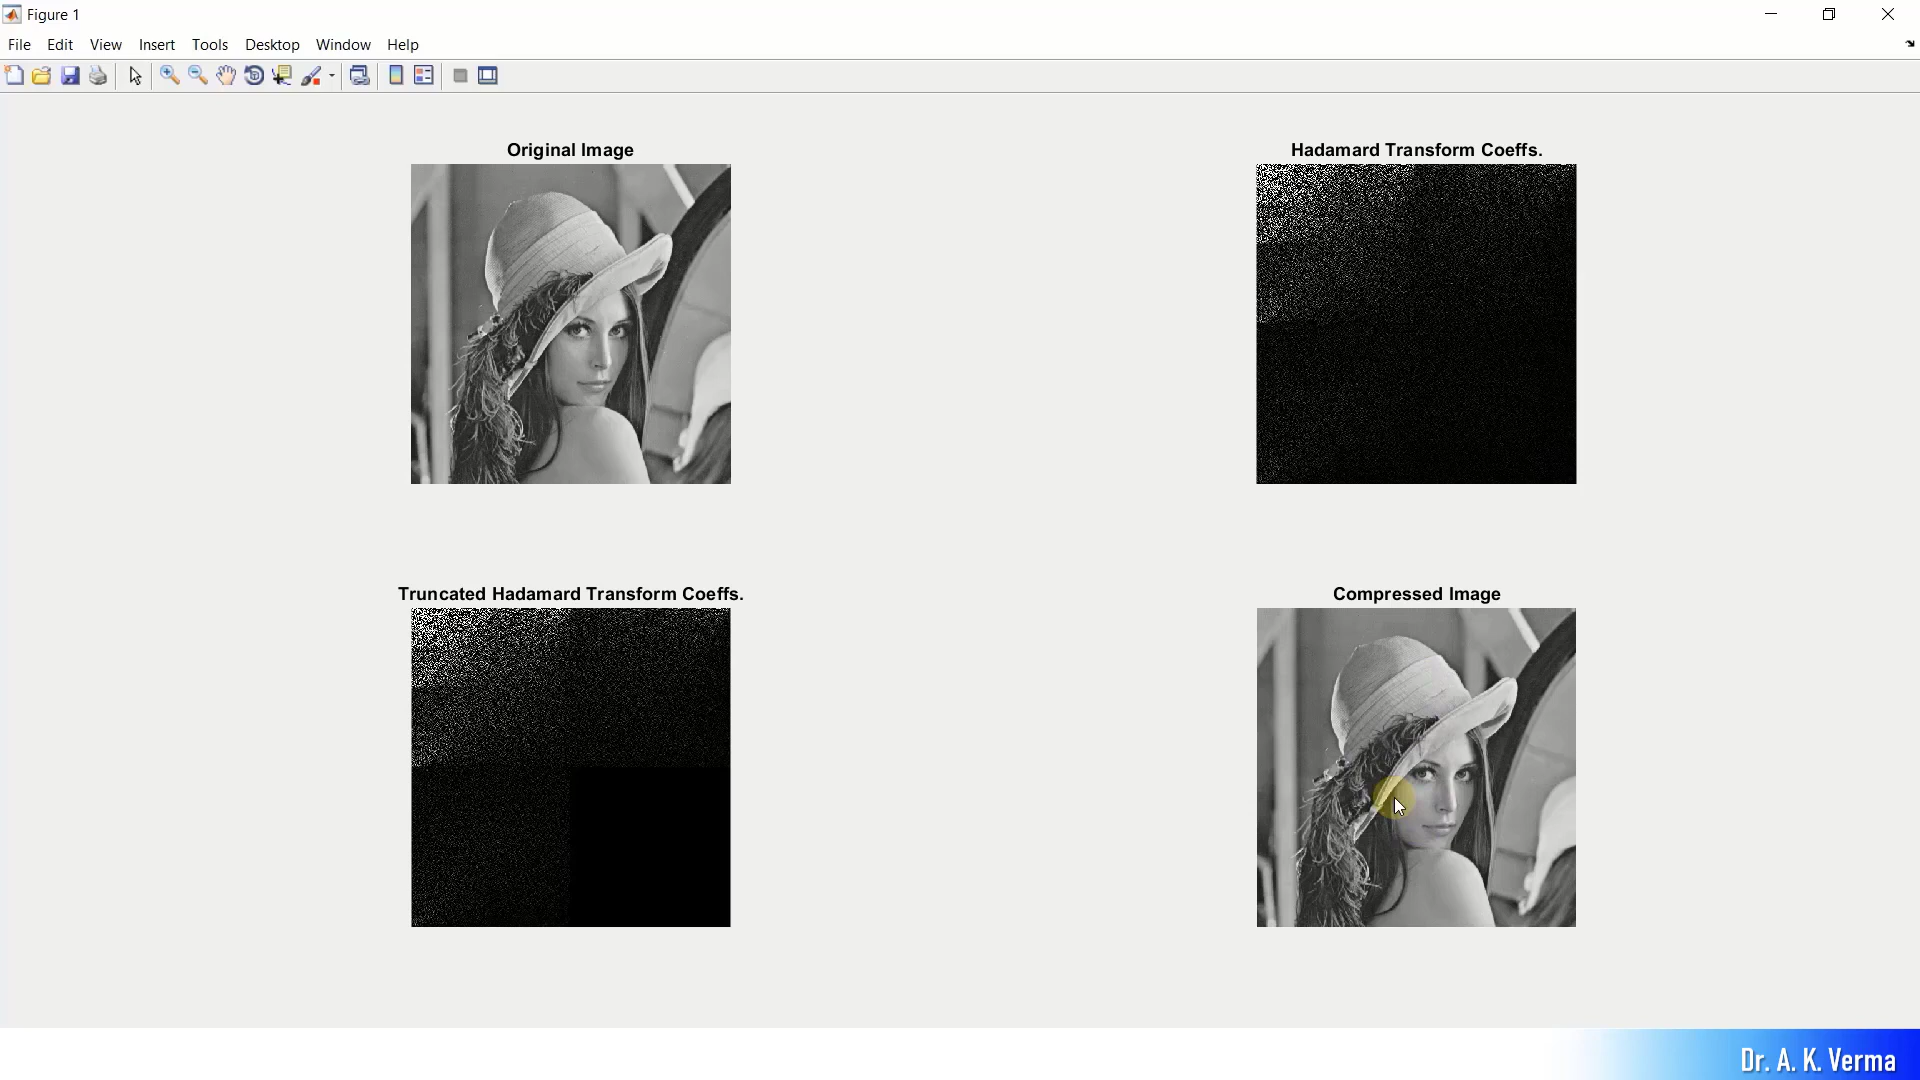 Figure 1
File Edit View Insert Tools Desktop Window Help
Original Image
Hadamard Transform Coeffs.
Truncated Hadamard Transform Coeffs.
Compressed Image
Dr. A. K. Verma